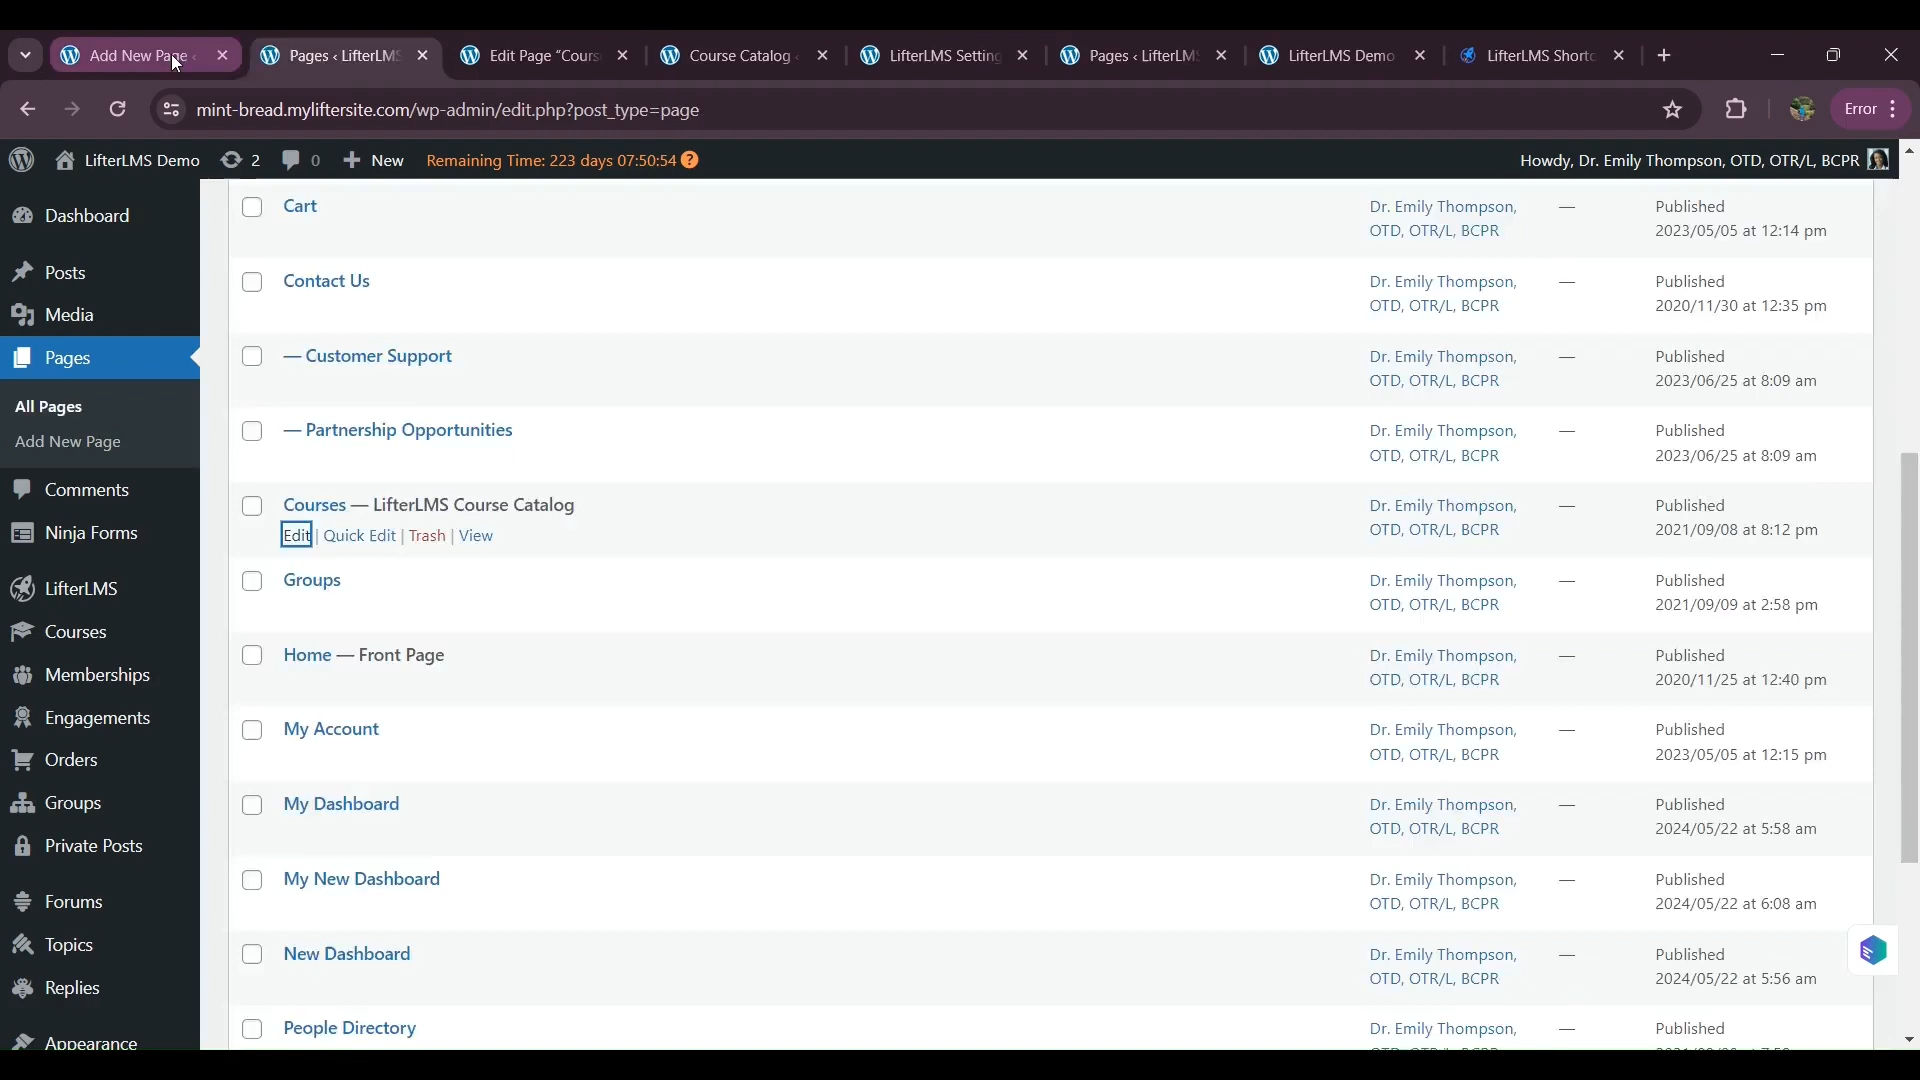 Add New Page
Pages ‹ LifterLMS
Edit Page “Cours
Course Catalog ‹
LifterLMS Setting
Pages ‹ LifterLMS
LifterLMS Demo
LifterLMS Shortc
mint-bread.myliftersite.com/wp-admin/edit.php?post_type=page
Error
LifterLMS Demo
2
0
New
Remaining Time: 223 days 07:50:54
Howdy, Dr. Emily Thompson, OTD, OTR/L, BCPR
Dashboard
Posts
Media
Pages
All Pages
Add New Page
Comments
Ninja Forms
LifterLMS
Courses
Memberships
Engagements
Orders
Groups
Private Posts
Forums
Topics
Replies
Appearance
Cart
Dr. Emily Thompson,
OTD, OTR/L, BCPR
—
Published
2023/05/05 at 12:14 pm
Contact Us
Dr. Emily Thompson,
OTD, OTR/L, BCPR
—
Published
2020/11/30 at 12:35 pm
— Customer Support
Dr. Emily Thompson,
OTD, OTR/L, BCPR
—
Published
2023/06/25 at 8:09 am
— Partnership Opportunities
Dr. Emily Thompson,
OTD, OTR/L, BCPR
—
Published
2023/06/25 at 8:09 am
Courses — LifterLMS Course Catalog
Edit | Quick Edit | Trash | View
Dr. Emily Thompson,
OTD, OTR/L, BCPR
—
Published
2021/09/08 at 8:12 pm
Groups
Dr. Emily Thompson,
OTD, OTR/L, BCPR
—
Published
2021/09/09 at 2:58 pm
Home — Front Page
Dr. Emily Thompson,
OTD, OTR/L, BCPR
—
Published
2020/11/25 at 12:40 pm
My Account
Dr. Emily Thompson,
OTD, OTR/L, BCPR
—
Published
2023/05/05 at 12:15 pm
My Dashboard
Dr. Emily Thompson,
OTD, OTR/L, BCPR
—
Published
2024/05/22 at 5:58 am
My New Dashboard
Dr. Emily Thompson,
OTD, OTR/L, BCPR
—
Published
2024/05/22 at 6:08 am
New Dashboard
Dr. Emily Thompson,
OTD, OTR/L, BCPR
—
Published
2024/05/22 at 5:56 am
People Directory
Dr. Emily Thompson,
—
Published